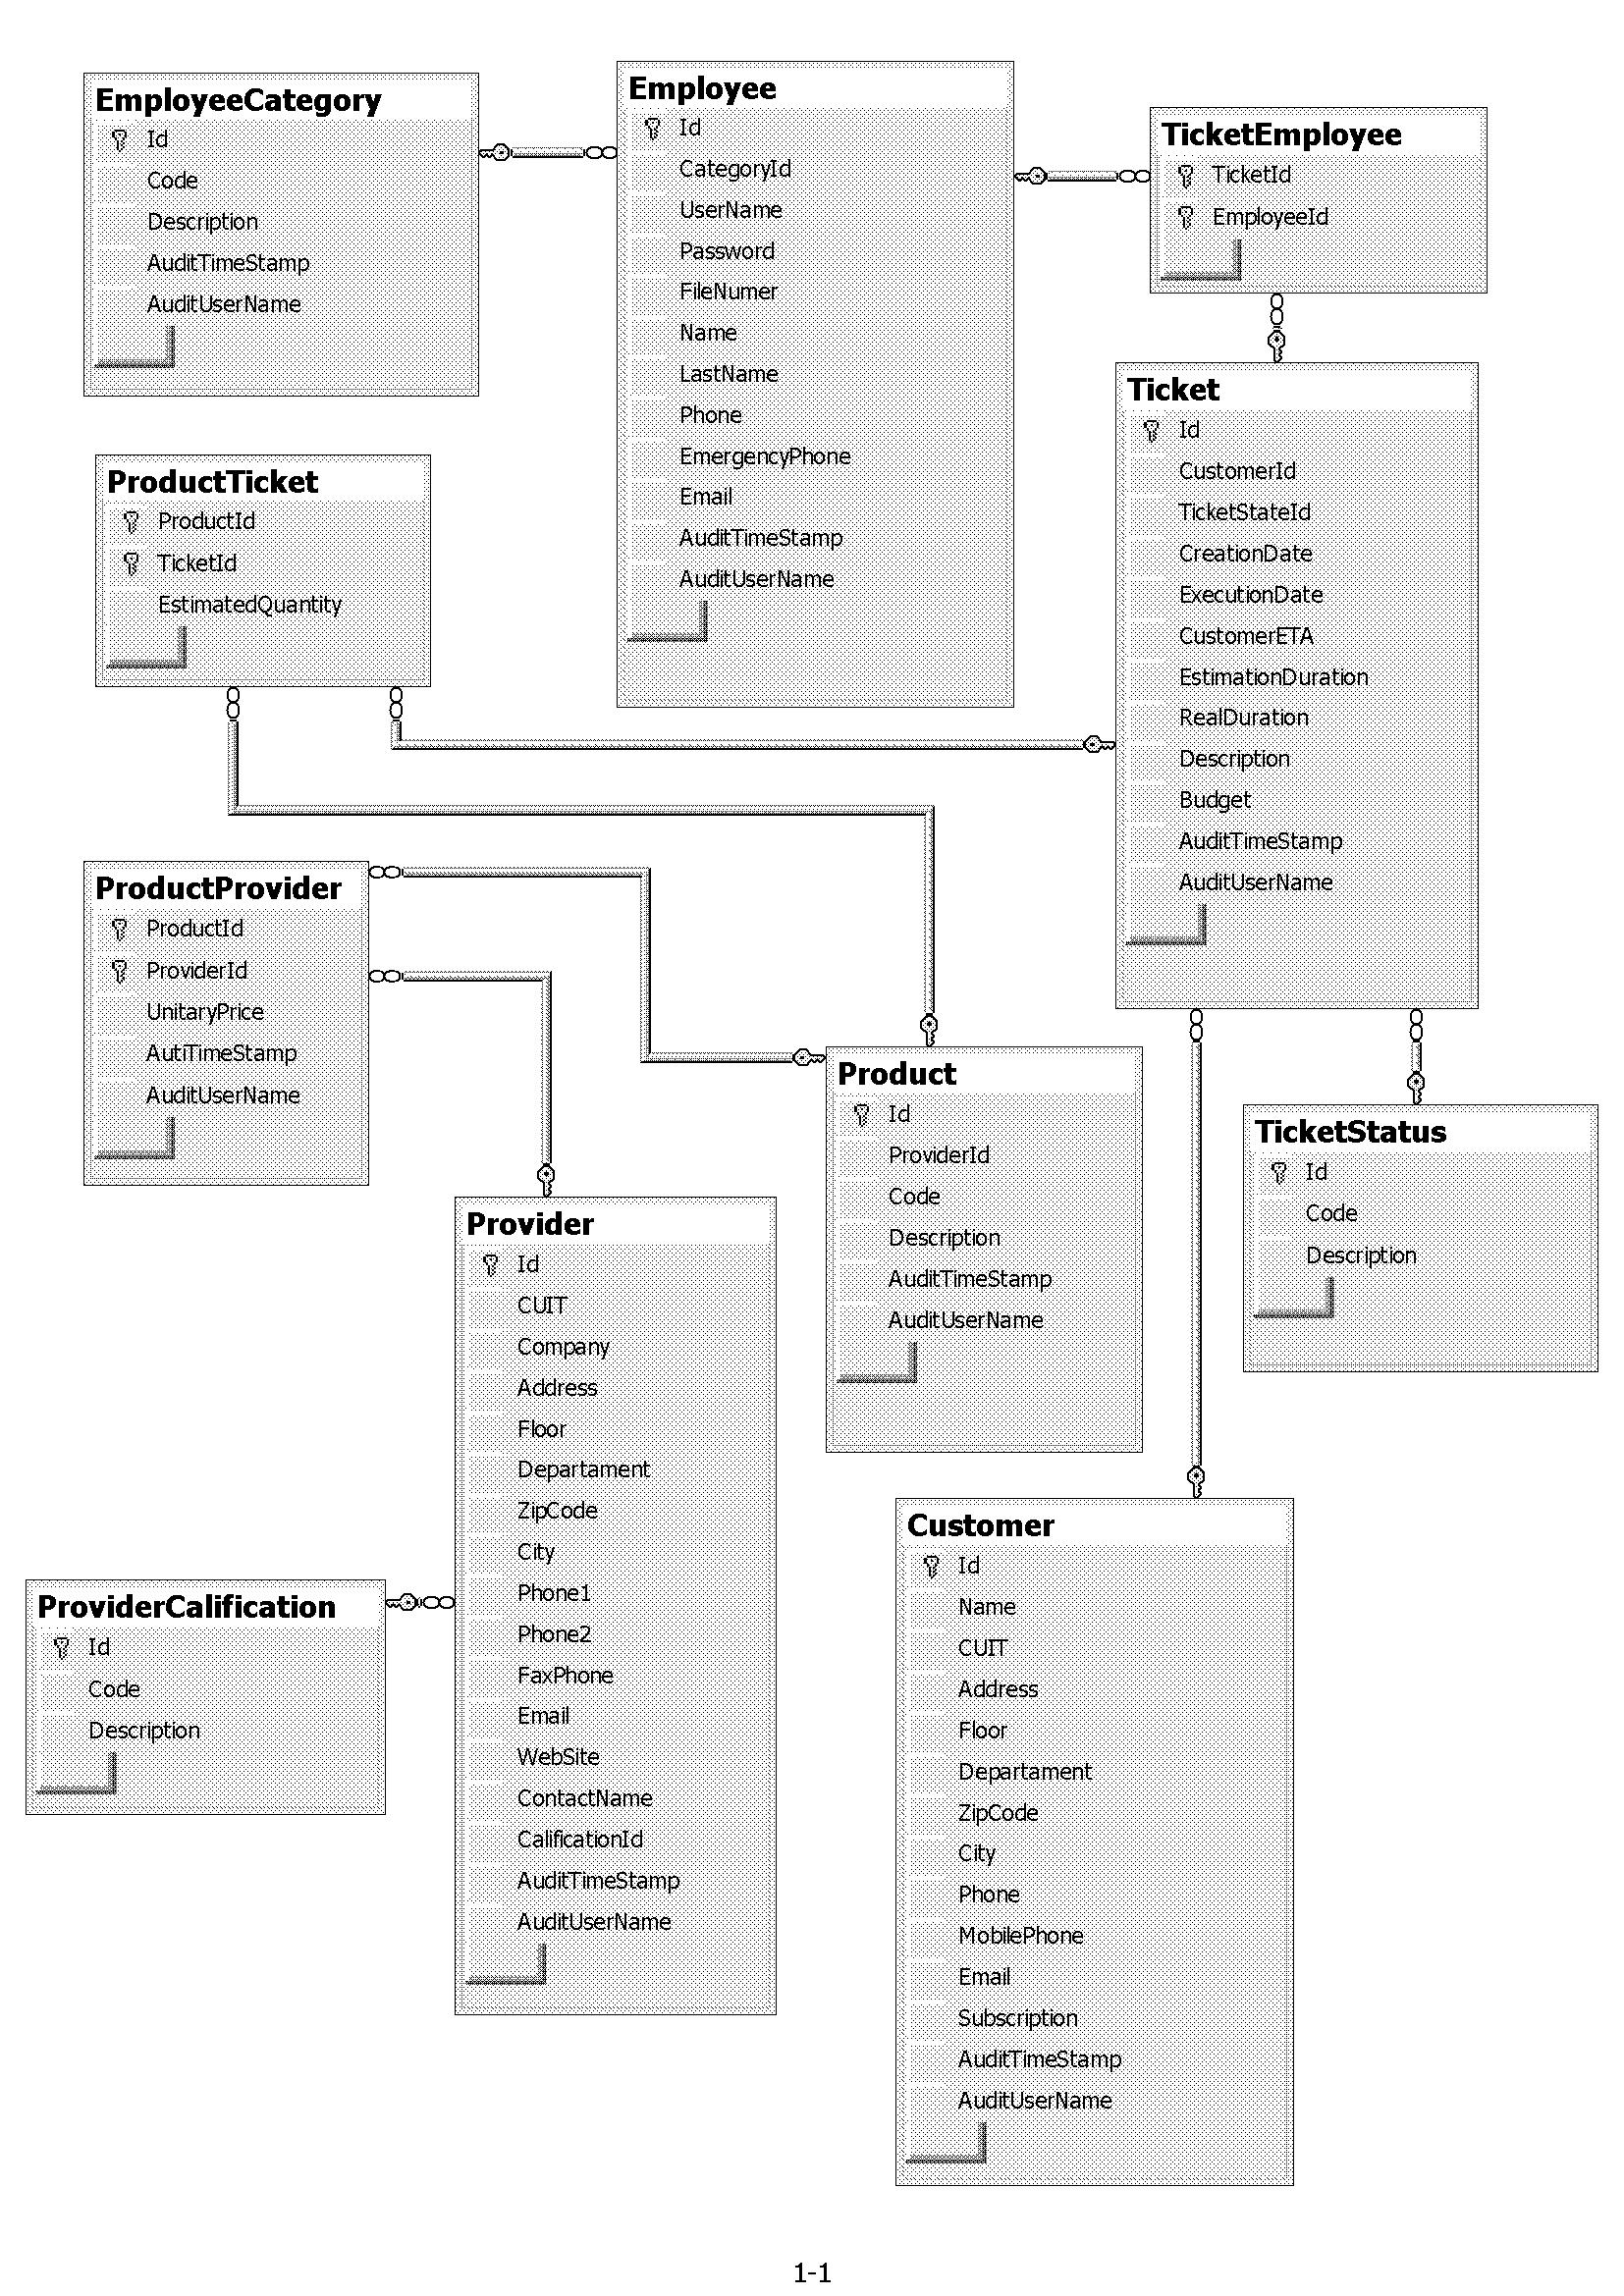 EmployeeCategory
Id
Code
Description
AuditTimeStamp
AuditUserName
Employee
Id
CategoryId
UserName
Password
FileNumer
Name
LastName
Phone
EmergencyPhone
Email
AuditTimeStamp
AuditUserName
TicketEmployee
TicketId
EmployeeId
Ticket
Id
CustomerId
TicketStateId
CreationDate
ExecutionDate
CustomerETA
EstimationDuration
RealDuration
Description
Budget
AuditTimeStamp
AuditUserName
ProductTicket
ProductId
TicketId
EstimatedQuantity
ProductProvider
ProductId
ProviderId
UnitaryPrice
AutiTimeStamp
AuditUserName
Product
Id
ProviderId
Code
Description
AuditTimeStamp
AuditUserName
TicketStatus
Id
Code
Description
Provider
Id
CUIT
Company
Address
Floor
Departament
ZipCode
City
Phone1
Phone2
FaxPhone
Email
WebSite
ContactName
CalificationId
AuditTimeStamp
AuditUserName
ProviderCalification
Id
Code
Description
Customer
Id
Name
CUIT
Address
Floor
Departament
ZipCode
City
Phone
MobilePhone
Email
Subscription
AuditTimeStamp
AuditUserName
1-1